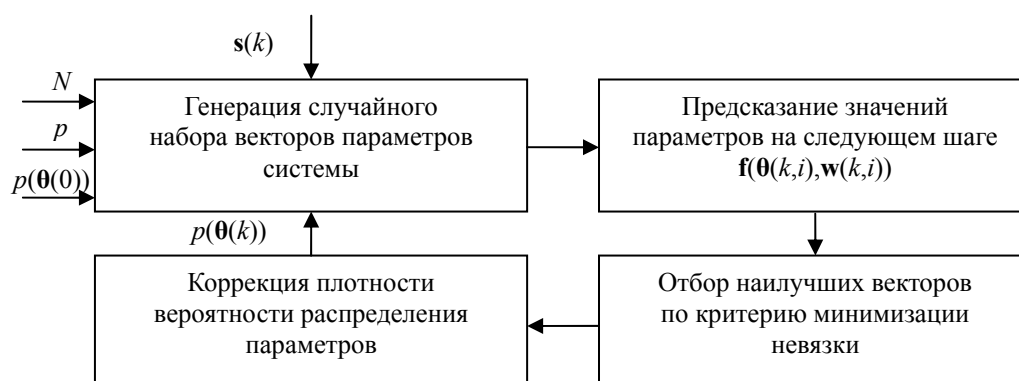 s(k)
N
p
p(θ(0))
Генерация случайного
набора векторов параметров
системы
Предсказание значений
параметров на следующем шаге
f(θ(k,i),w(k,i))
p(θ(k))
Коррекция плотности
вероятности распределения
параметров
Отбор наилучших векторов
по критерию минимизации
невязки